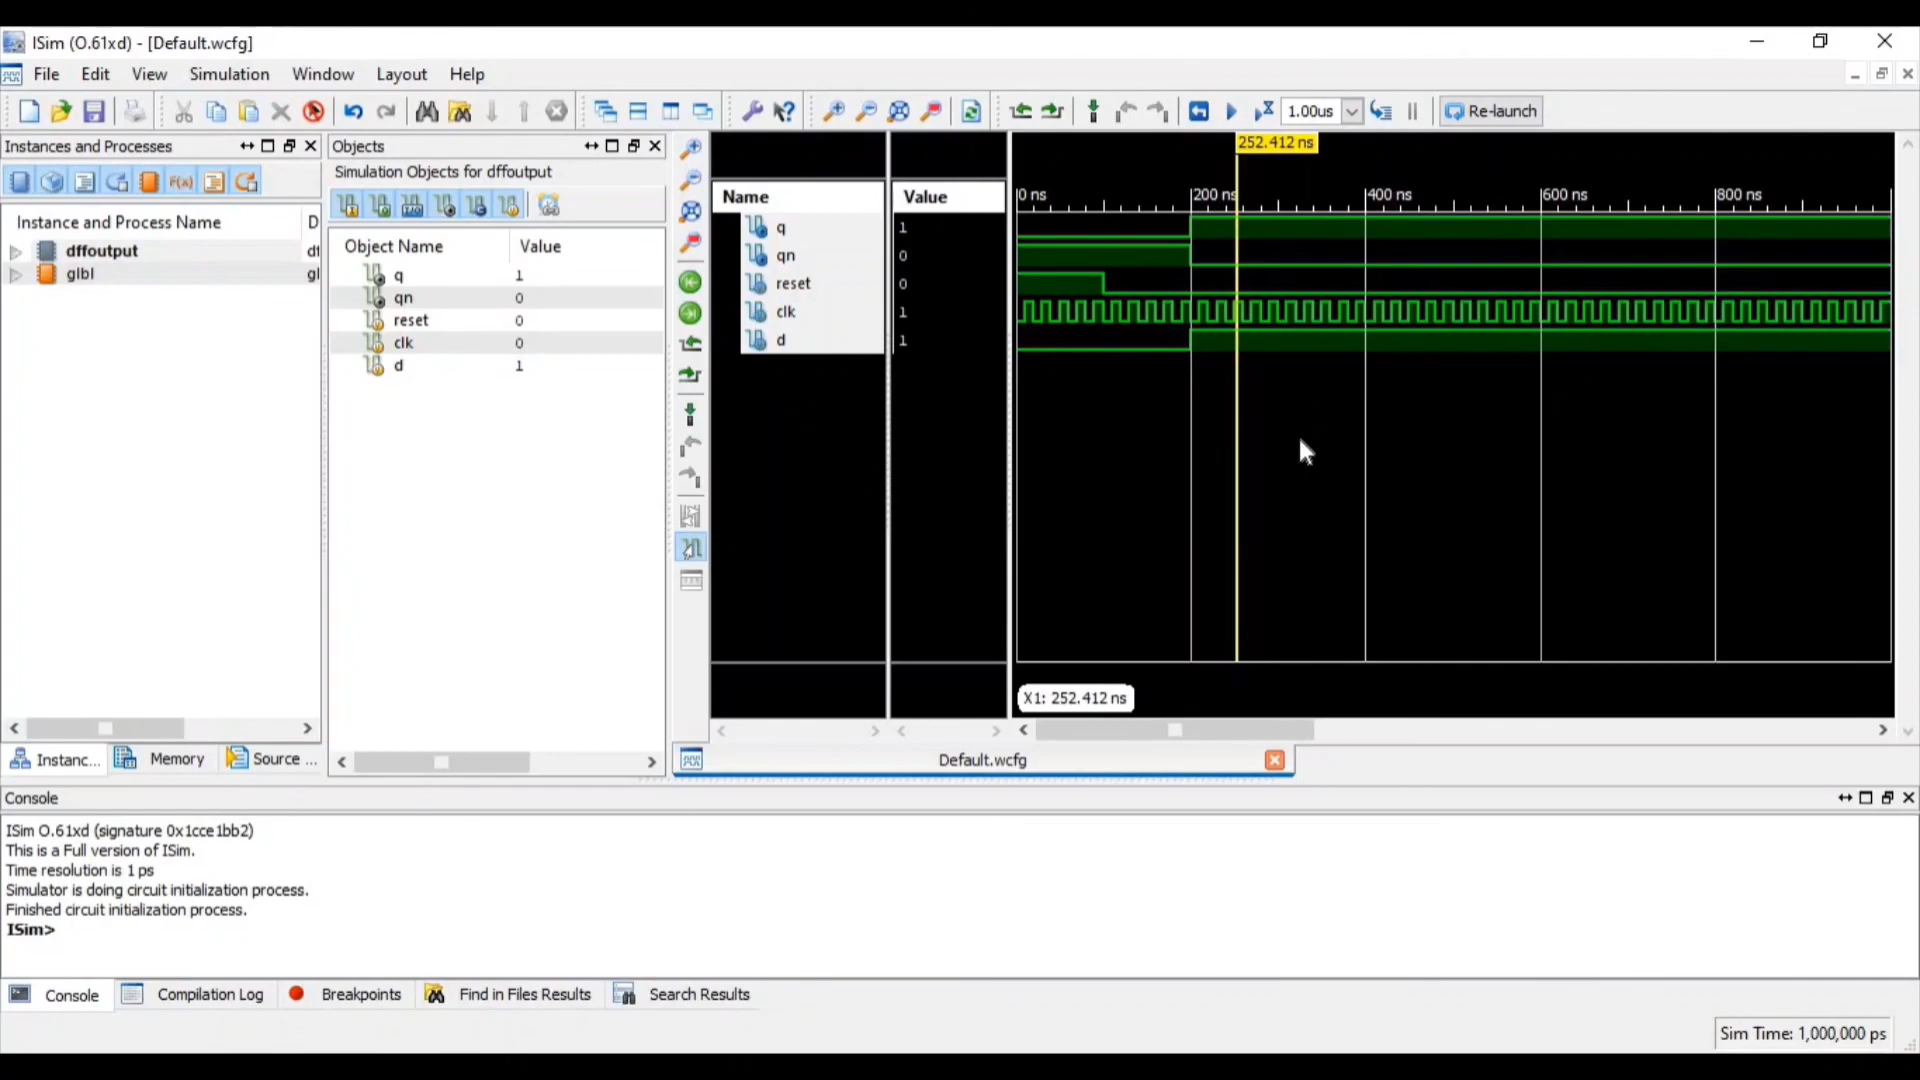 ISim (O.61xd) - [Default.wcfg]
File Edit View Simulation Window Layout Help
1.00us
Re-launch
Instances and Processes
Instance and Process Name D
dffoutput df
glbl gl
Instanc... Memory Source ...
Objects
Simulation Objects for dffoutput
Object Name Value
q 1
qn 0
reset 0
clk 0
d 1
Name Value
q 1
qn 0
reset 0
clk 1
d 1
252.412 ns
0 ns 200 ns 400 ns 600 ns 800 ns
X1: 252.412 ns
Default.wcfg
Console
ISim O.61xd (signature 0x1cce1bb2)
This is a Full version of ISim.
Time resolution is 1 ps
Simulator is doing circuit initialization process.
Finished circuit initialization process.
ISim>
Console Compilation Log Breakpoints Find in Files Results Search Results
Sim Time: 1,000,000 ps